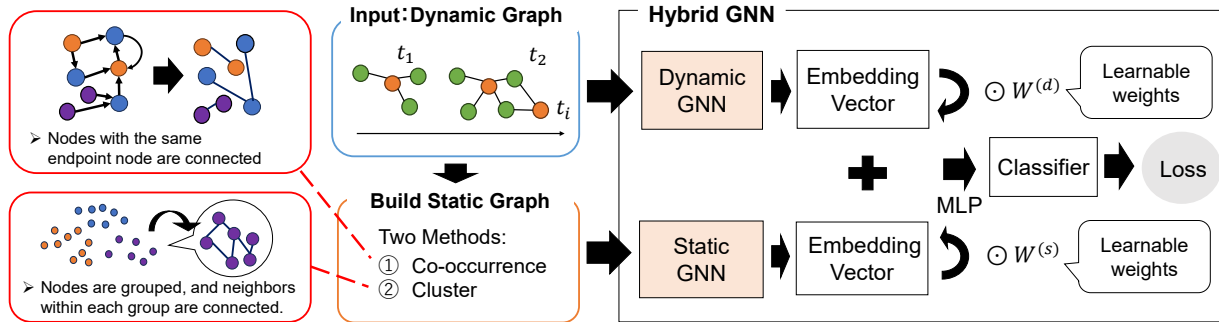 Input：Dynamic Graph
Hybrid GNN
t₁
t₂
tᵢ
➢ Nodes with the same
endpoint node are connected
Build Static Graph
Two Methods:
① Co-occurrence
② Cluster
➢ Nodes are grouped, and neighbors
within each group are connected.
Dynamic
GNN
Embedding
Vector
⊙ W⁽ᵈ⁾
Learnable
weights
MLP
Classifier
Loss
Static
GNN
Embedding
Vector
⊙ W⁽ˢ⁾
Learnable
weights